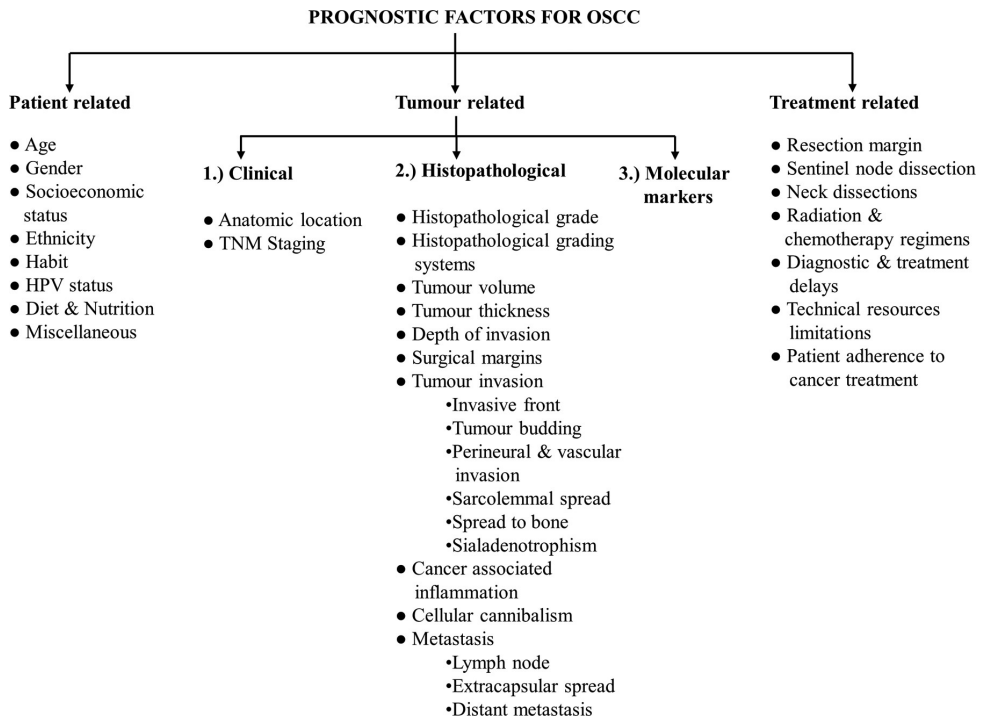 PROGNOSTIC FACTORS FOR OSCC
Patient related
● Age
● Gender
● Socioeconomic
status
● Ethnicity
● Habit
● HPV status
● Diet & Nutrition
● Miscellaneous
Tumour related
1.) Clinical
● Anatomic location
● TNM Staging
2.) Histopathological
● Histopathological grade
● Histopathological grading
systems
● Tumour volume
● Tumour thickness
● Depth of invasion
● Surgical margins
● Tumour invasion
•Invasive front
•Tumour budding
•Perineural & vascular
invasion
•Sarcolemmal spread
•Spread to bone
•Sialadenotrophism
● Cancer associated
inflammation
● Cellular cannibalism
● Metastasis
•Lymph node
•Extracapsular spread
•Distant metastasis
3.) Molecular
markers
Treatment related
● Resection margin
● Sentinel node dissection
● Neck dissections
● Radiation &
chemotherapy regimens
● Diagnostic & treatment
delays
● Technical resources
limitations
● Patient adherence to
cancer treatment